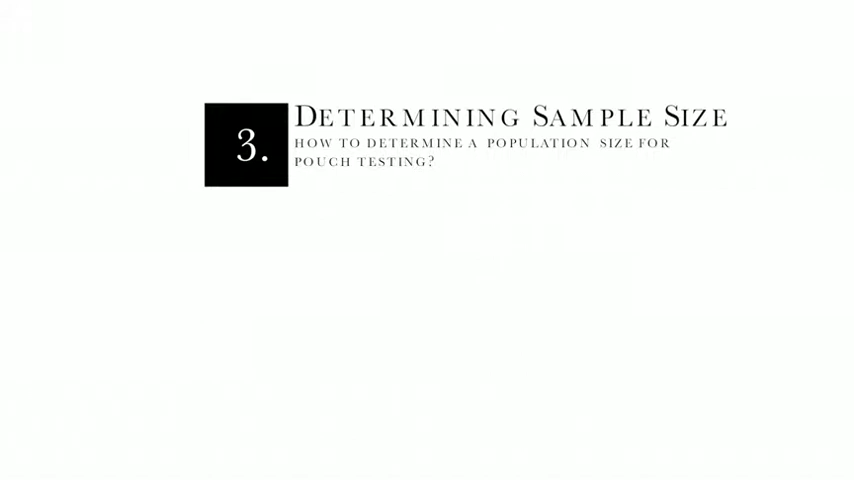 3.
DETERMINING SAMPLE SIZE
HOW TO DETERMINE A POPULATION SIZE FOR
POUCH TESTING?